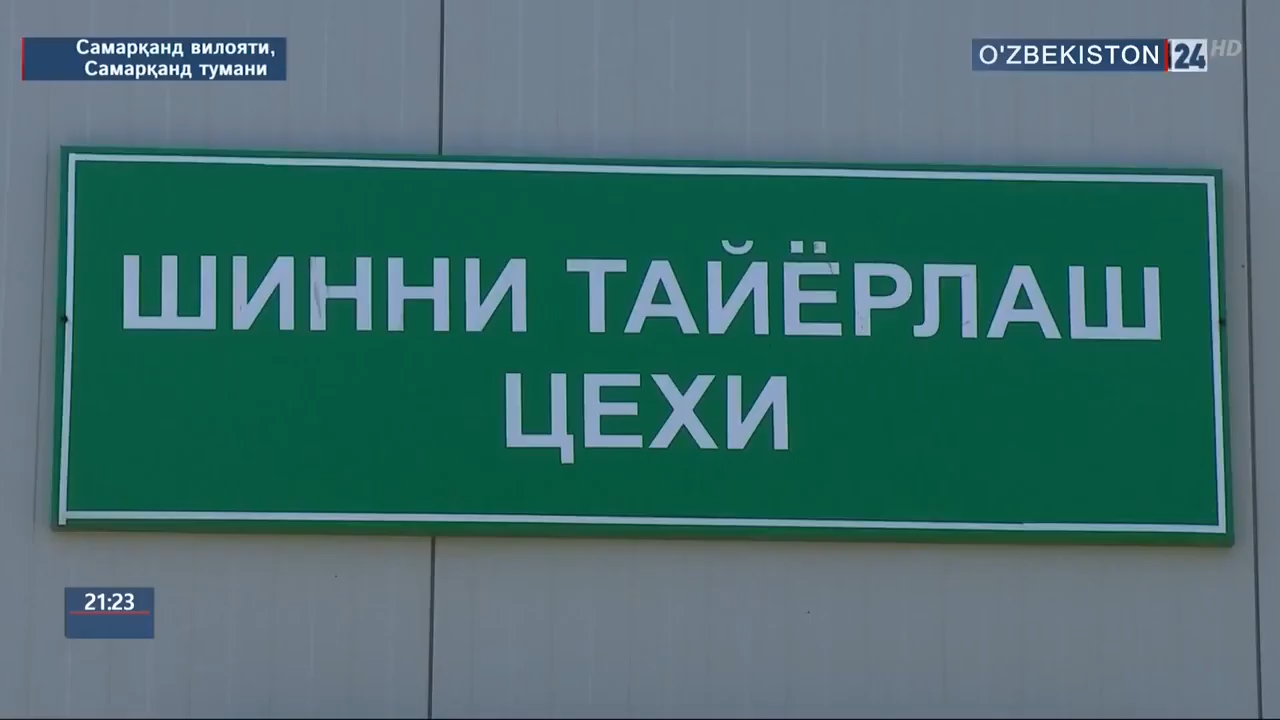 Самарқанд вилояти,
Самарқанд тумани
O'ZBEKISTON 24 HD
ШИННИ ТАЙЁРЛАШ
ЦЕХИ
21:23